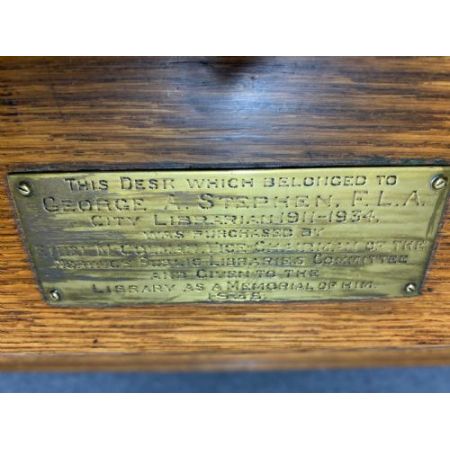 THIS DESK WHICH BELONGED TO
GEORGE A. STEPHEN, F.L.A.
CITY LIBRARIAN 1911-1934,
WAS PURCHASED BY
VICE-CHAIRMAN OF THE
PUBLIC LIBRARIES COMMITTEE
AND GIVEN TO THE
LIBRARY AS A MEMORIAL OF HIM.